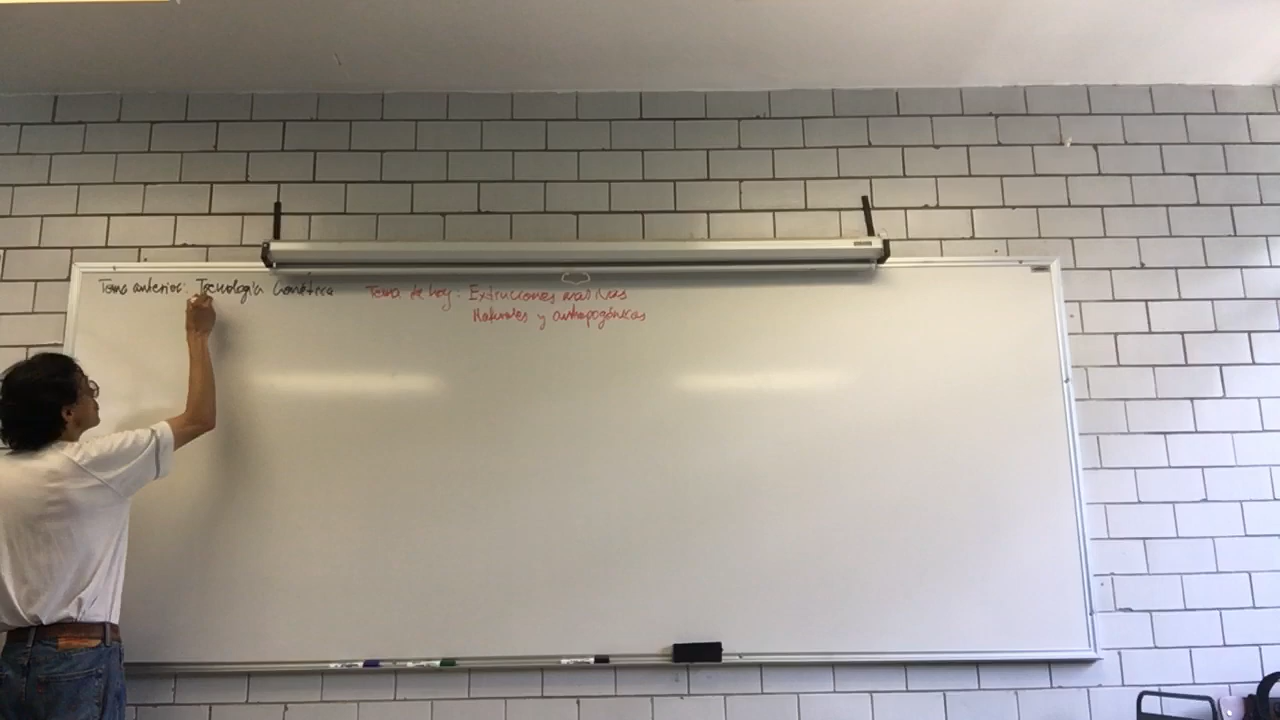 Tema anterior: Tecnología Genética
Tema de hoy: Extinciones masivas
Naturales y antropogénicas